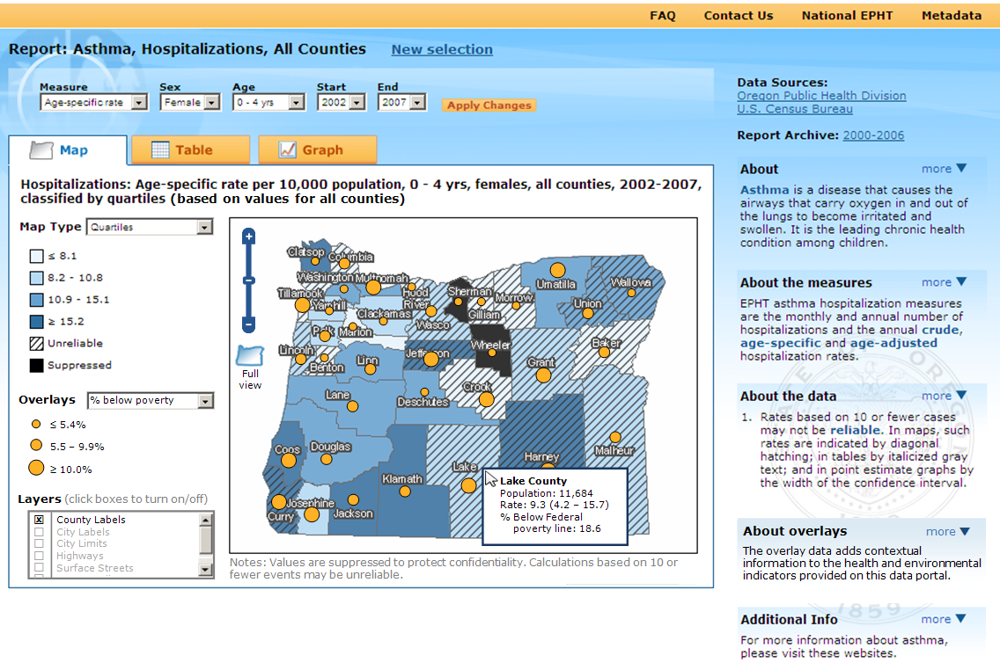 FAQ Contact Us National EPHT Metadata
Report: Asthma, Hospitalizations, All Counties New selection
Measure Sex Age Start End
Age-specific rate Female 0 - 4 yrs 2002 2007 Apply Changes
Map Table Graph
Hospitalizations: Age-specific rate per 10,000 population, 0 - 4 yrs, females, all counties, 2002-2007,
classified by quartiles (based on values for all counties)
Map Type Quartiles
≤ 8.1
8.2 - 10.8
10.9 - 15.1
≥ 15.2
Unreliable
Suppressed
Overlays % below poverty
≤ 5.4%
5.5 – 9.9%
≥ 10.0%
Layers (click boxes to turn on/off)
x County Labels
City Labels
City Limits
Highways
Surface Streets
+
-
-
Full
view
Clatsop
Columbia
Washington Multnomah
Tillamook
Yamhill
Hood
River
Sherman
Morrow
Umatilla
Wallowa
Union
Gilliam
Clackamas
Wasco
Polk
Marion
Wheeler
Baker
Lincoln
Benton
Linn
Jefferson
Grant
Crook
Lane
Deschutes
Coos
Douglas
Lake
Harney
Malheur
Klamath
Josephine
Curry
Jackson
Lake County
Population: 11,684
Rate: 9.3 (4.2 – 15.7)
% Below Federal
poverty line: 18.6
Notes: Values are suppressed to protect confidentiality. Calculations based on 10 or
fewer events may be unreliable.
Data Sources:
Oregon Public Health Division
U.S. Census Bureau
Report Archive: 2000-2006
About more
Asthma is a disease that causes the
airways that carry oxygen in and out of
the lungs to become irritated and
swollen. It is the leading chronic health
condition among children.
About the measures more
EPHT asthma hospitalization measures
are the monthly and annual number of
hospitalizations and the annual crude,
age-specific and age-adjusted
hospitalization rates.
About the data more
1. Rates based on 10 or fewer cases
may not be reliable. In maps, such
rates are indicated by diagonal
hatching; in tables by italicized gray
text; and in point estimate graphs by
the width of the confidence interval.
About overlays more
The overlay data adds contextual
information to the health and environmental
indicators provided on this data portal.
1859
Additional Info more
For more information about asthma,
please visit these websites.